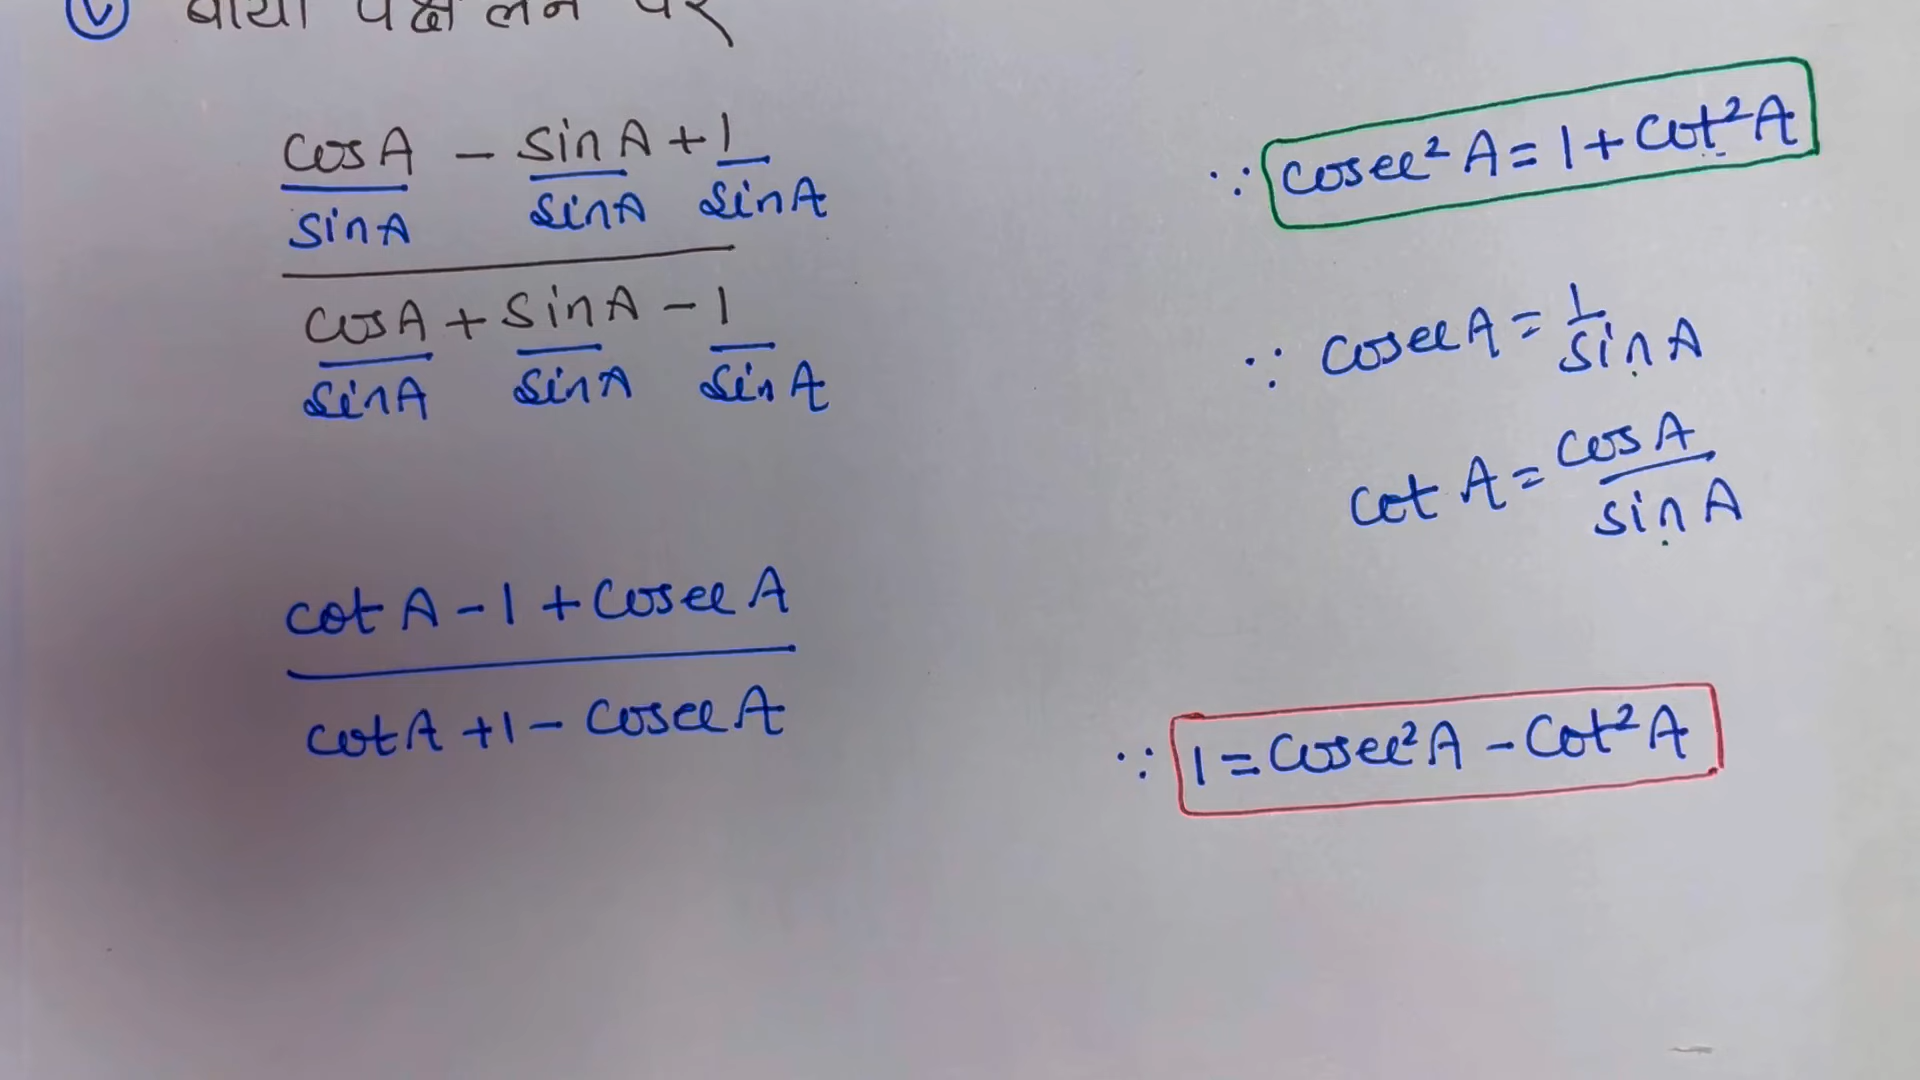 (v) बायाँ पक्ष लेने पर
cosA - sinA + 1
sinA sinA sinA
cosA + sinA - 1
sinA sinA sinA
cotA - 1 + cosecA
cotA + 1 - cosecA
∵ cosec²A = 1 + cot²A
∵ cosecA = 1/sinA
cotA = cosA/sinA
∵ 1 = cosec²A - cot²A